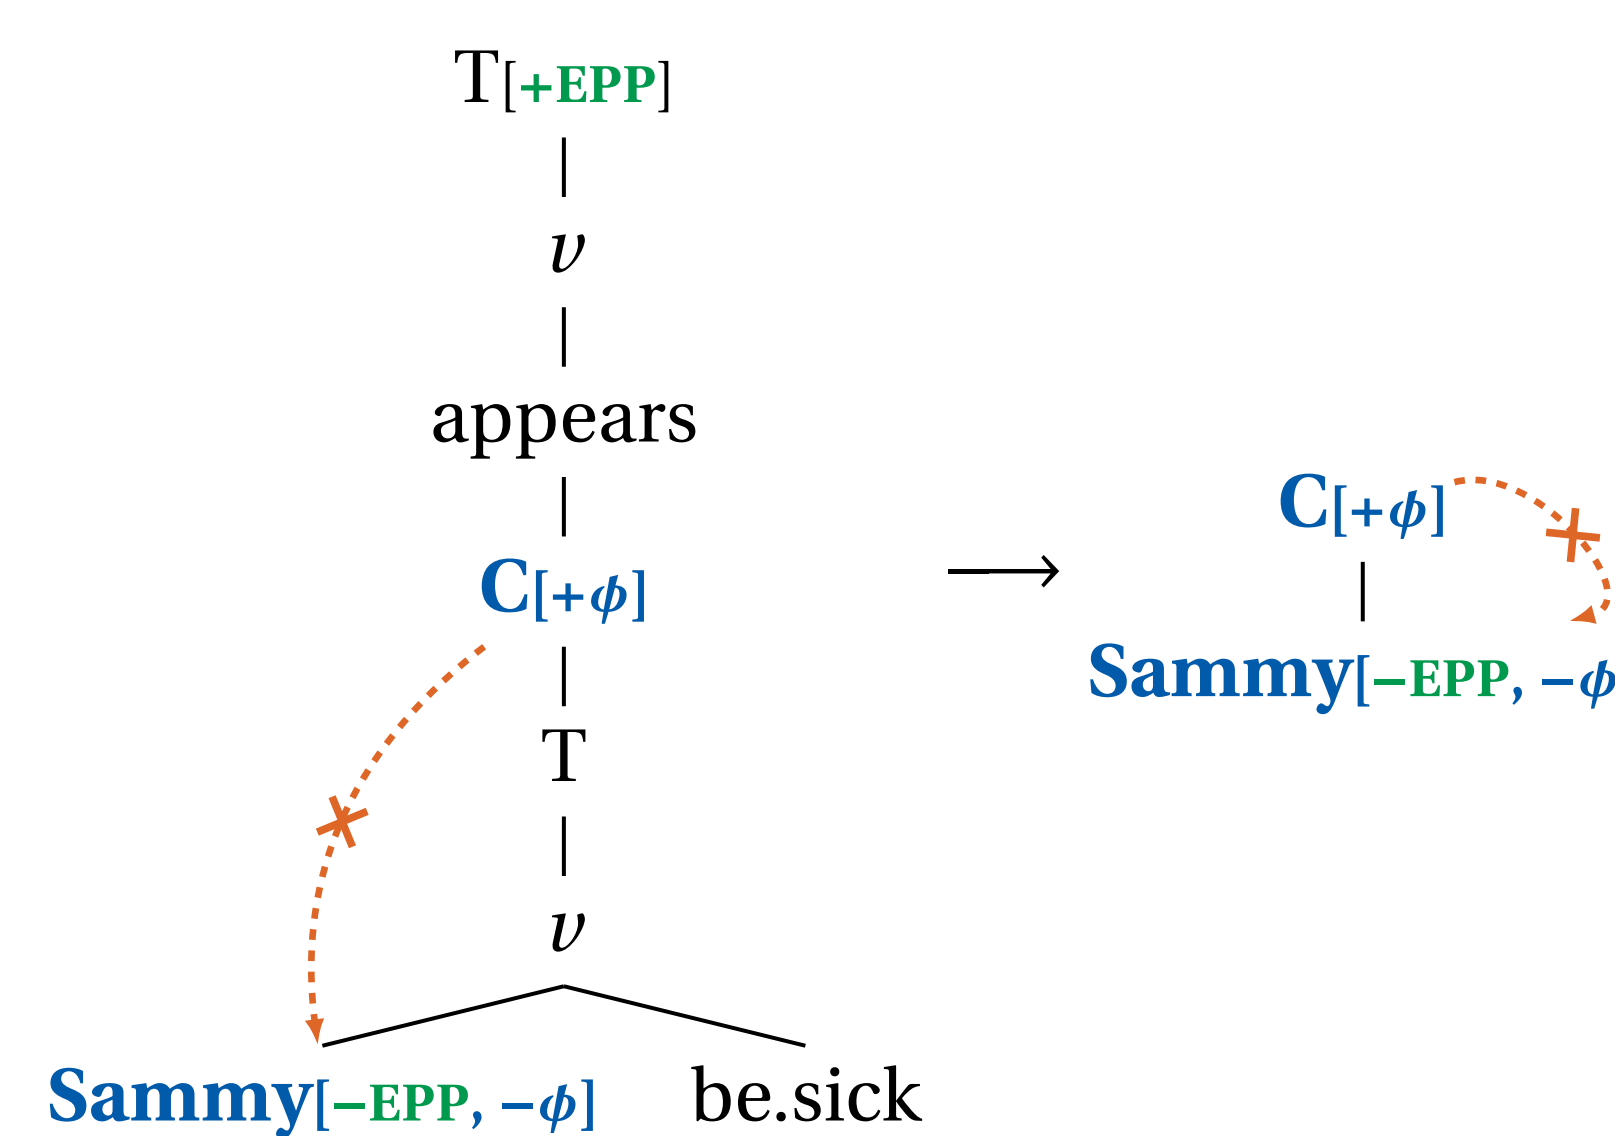 T[+EPP]
v
appears
C[+ϕ]
T
v
Sammy[−EPP, −ϕ] be.sick
C[+ϕ]
Sammy[−EPP, −ϕ